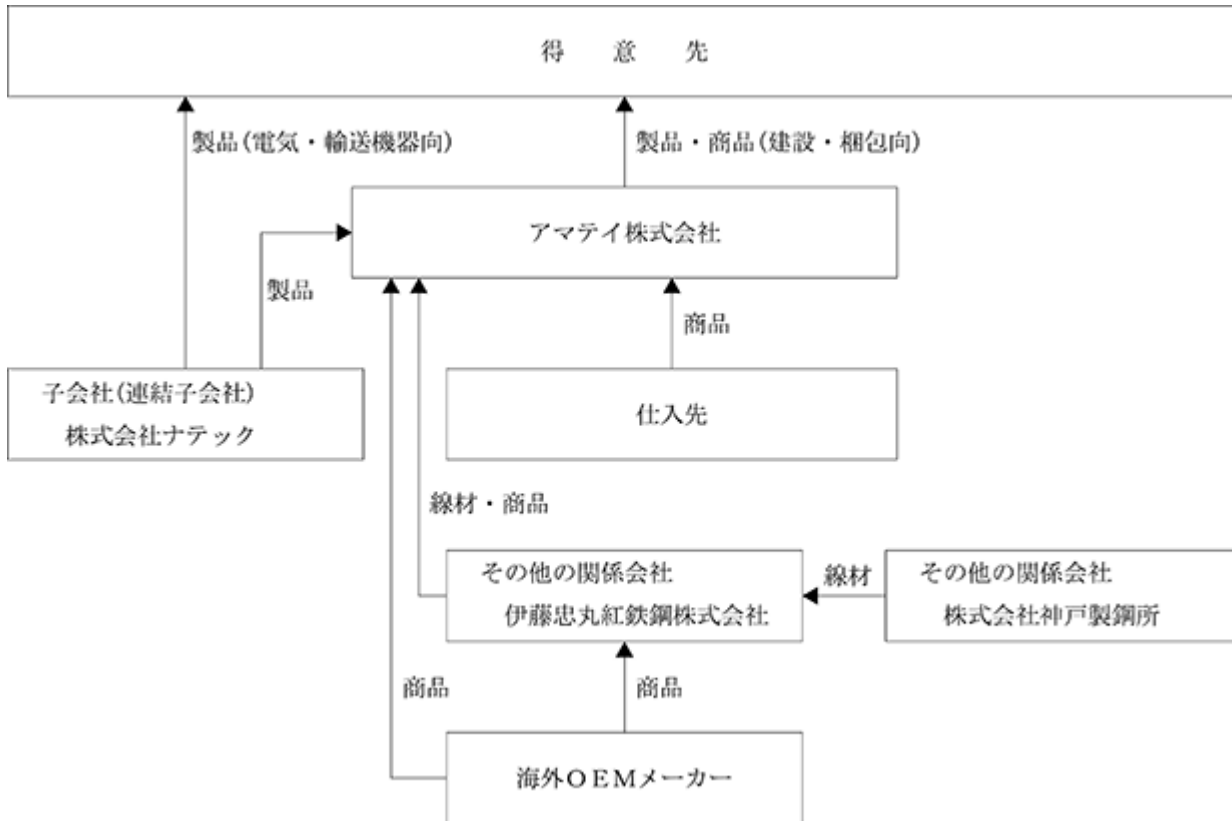 得意先
製品(電気・輸送機器向)
製品・商品(建設・梱包向)
アマテイ株式会社
製品
商品
子会社(連結子会社)
株式会社ナテック
仕入先
線材・商品
その他の関係会社
伊藤忠丸紅鉄鋼株式会社
線材
その他の関係会社
株式会社神戸製鋼所
商品
商品
海外OEMメーカー